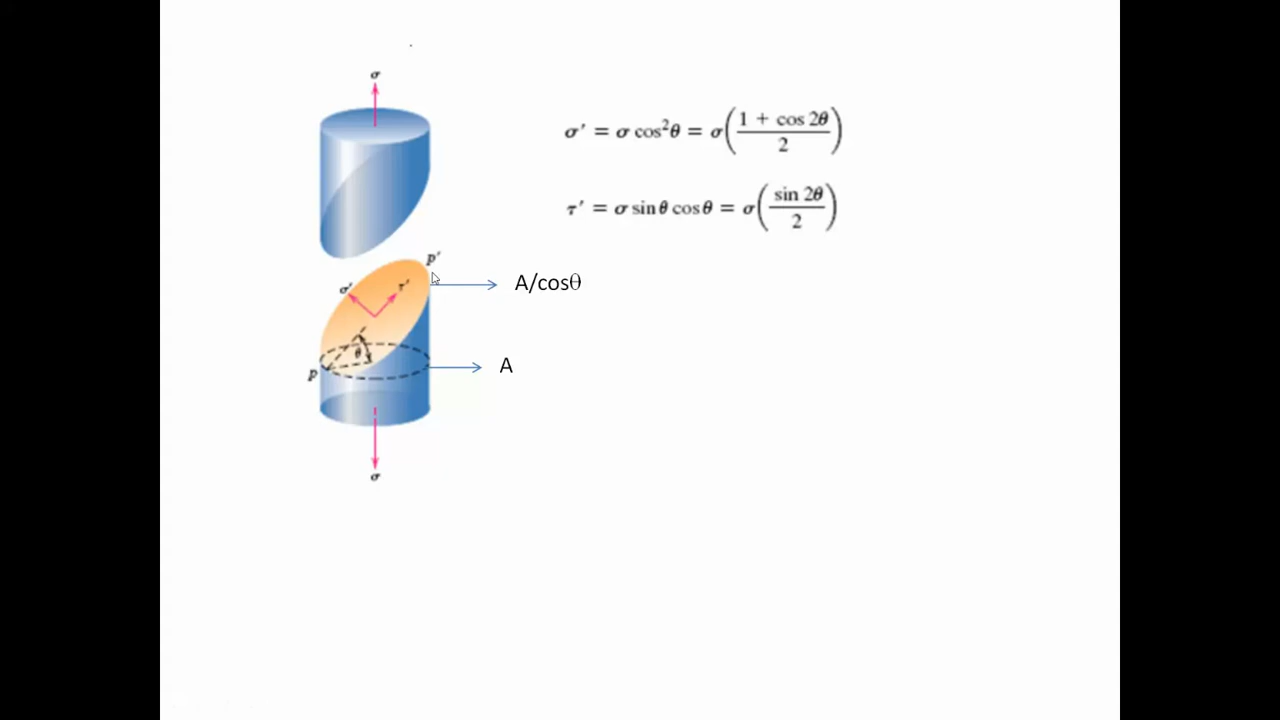 σ
σ′ = σ cos²θ = σ(1 + cos 2θ / 2)
τ′ = σ sin θ cos θ = σ(sin 2θ / 2)
p′
σ′
τ′
A/cosθ
θ
p
A
σ